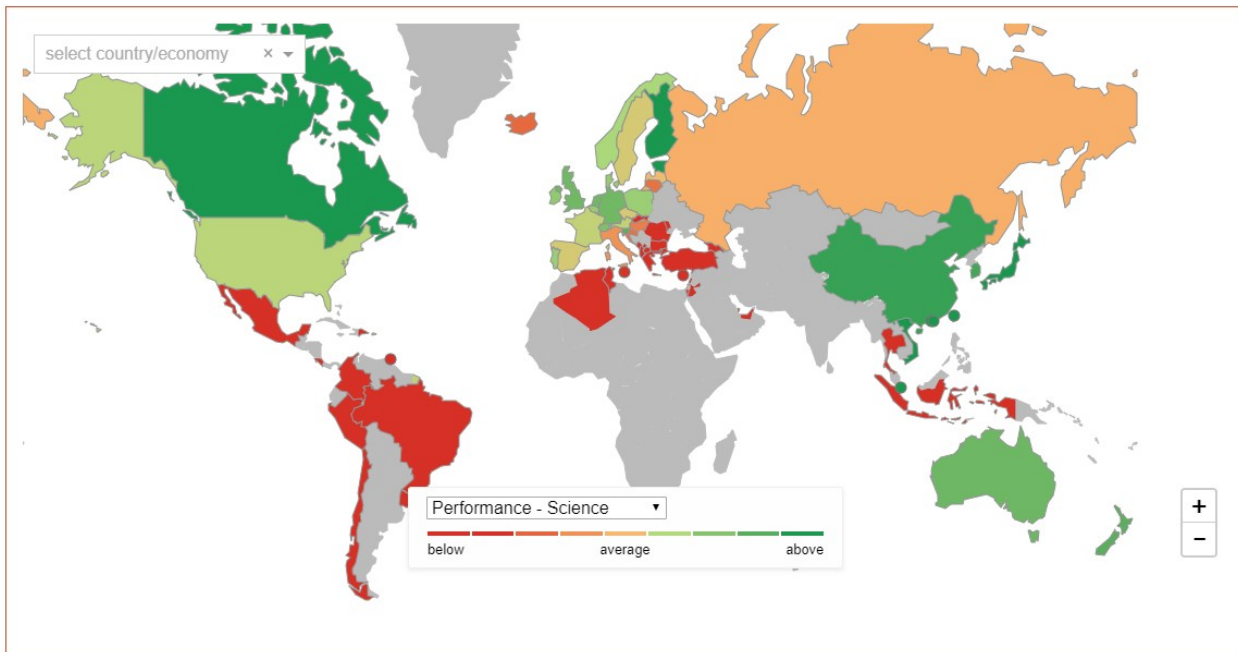 select country/economy × 
Performance - Science
below average above
+
−